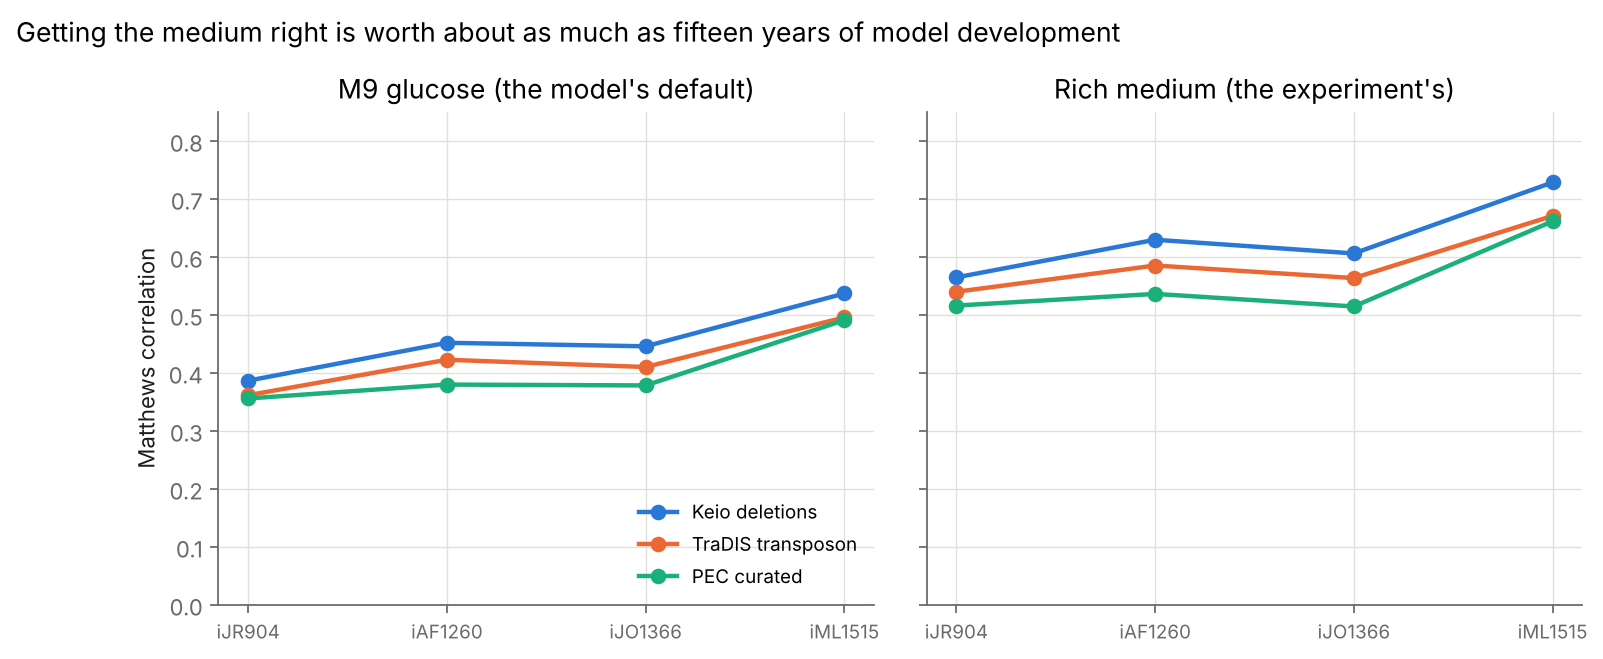 Getting the medium right is worth about as much as fifteen years of model development
M9 glucose (the model's default)
Rich medium (the experiment's)
Matthews correlation
0.8
0.7
0.6
0.5
0.4
0.3
0.2
0.1
0.0
Keio deletions
TraDIS transposon
PEC curated
iJR904 iAF1260 iJO1366 iML1515
iJR904 iAF1260 iJO1366 iML1515